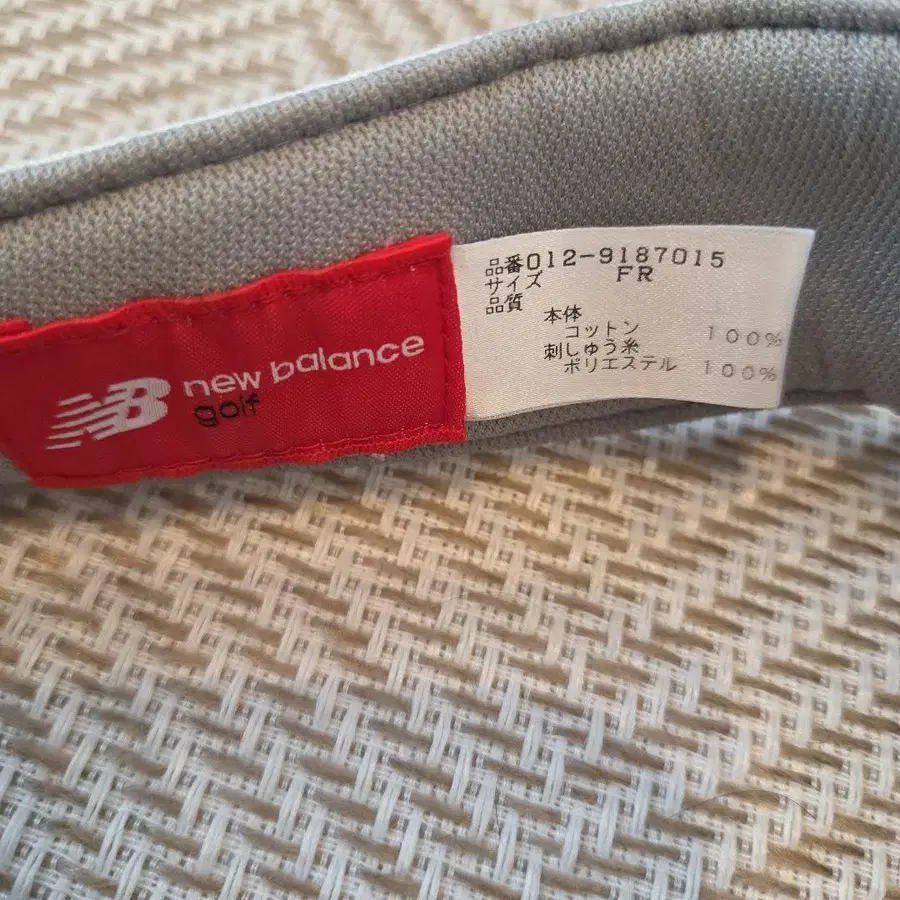 new balance
golf
品番012-9187015
サイズ FR
品質
本体
コットン 100%
刺しゅう糸
ポリエステル 100%